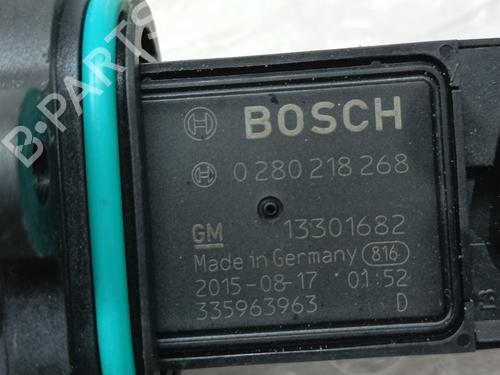 B-PARTS
BOSCH
0 280 218 268
GM 13301682
Made in Germany 816
2015-08-17 01:52
335963963 D